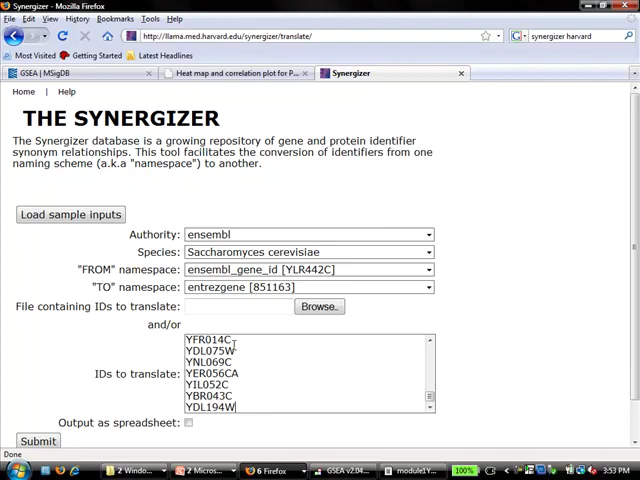 Synergizer - Mozilla Firefox
File Edit View History Bookmarks Tools Help
http://llama.med.harvard.edu/synergizer/translate/
synergizer harvard
Most Visited Getting Started Latest Headlines
GSEA | MSigDB
Heat map and correlation plot for P...
Synergizer
Home | Help
THE SYNERGIZER
The Synergizer database is a growing repository of gene and protein identifier
synonym relationships. This tool facilitates the conversion of identifiers from one
naming scheme (a.k.a "namespace") to another.
Load sample inputs
Authority: ensembl
Species: Saccharomyces cerevisiae
"FROM" namespace: ensembl_gene_id [YLR442C]
"TO" namespace: entrezgene [851163]
File containing IDs to translate: Browse..
and/or
YFR014C
YDL075W
YNL069C
IDs to translate: YER056CA
YIL052C
YBR043C
YDL194W
Output as spreadsheet:
Submit
Done
2 Window... 2 Micros... 6 Firefox GSEA v2.04... module1Y... 100% 3:53 PM